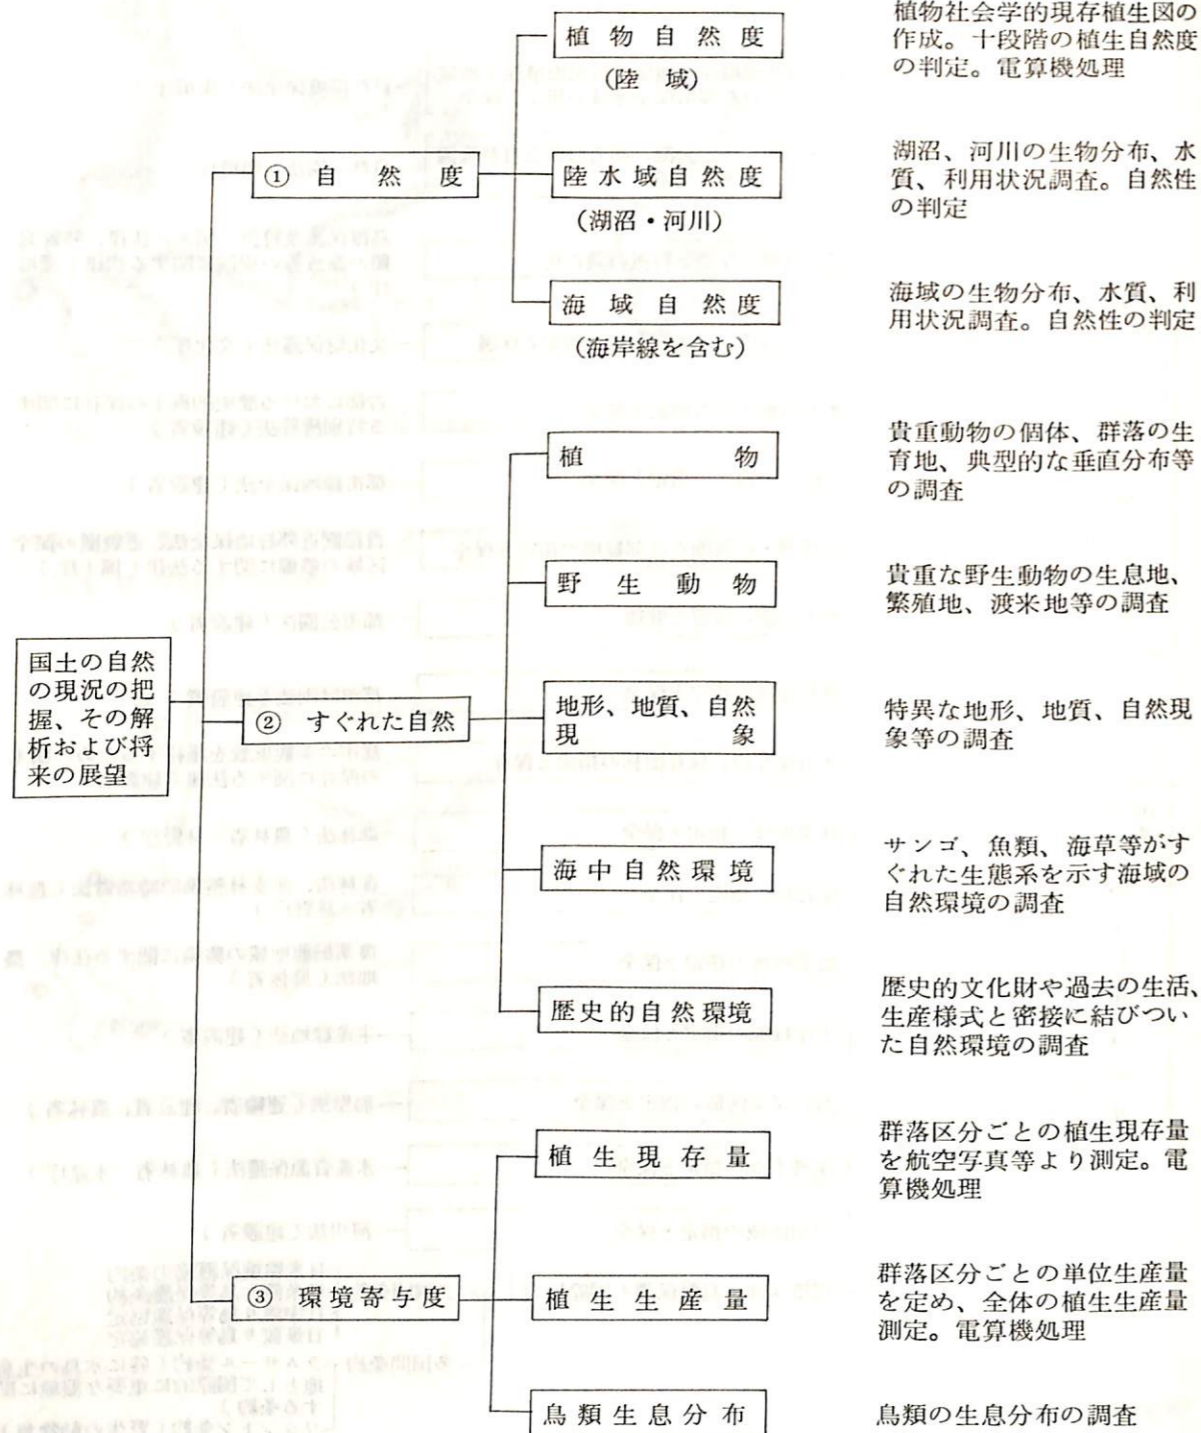 国土の自然
の現況の把
握、その解
析および将
来の展望
① 自然度
植物自然度
(陸域)
植物社会学的現存植生図の
作成。十段階の植生自然度
の判定。電算機処理
陸水域自然度
(湖沼・河川)
湖沼、河川の生物分布、水
質、利用状況調査。自然性
の判定
海域自然度
(海岸線を含む)
海域の生物分布、水質、利
用状況調査。自然性の判定
② すぐれた自然
植物
貴重動物の個体、群落の生
育地、典型的な垂直分布等
の調査
野生動物
貴重な野生動物の生息地、
繁殖地、渡来地等の調査
地形、地質、自然
現象
特異な地形、地質、自然現
象等の調査
海中自然環境
サンゴ、魚類、海草等がす
ぐれた生態系を示す海域の
自然環境の調査
歴史的自然環境
歴史的文化財や過去の生活、
生産様式と密接に結びつい
た自然環境の調査
③ 環境寄与度
植生現存量
群落区分ごとの植生現存量
を航空写真等より測定。電
算機処理
植生生産量
群落区分ごとの単位生産量
を定め、全体の植生生産量
測定。電算機処理
鳥類生息分布
鳥類の生息分布の調査